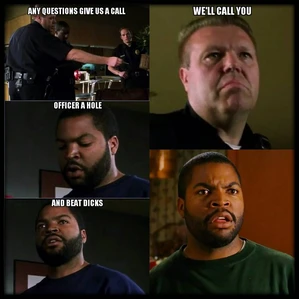 ANY QUESTIONS GIVE US A CALL
WE'LL CALL YOU
OFFICER A HOLE
AND BEAT DICKS